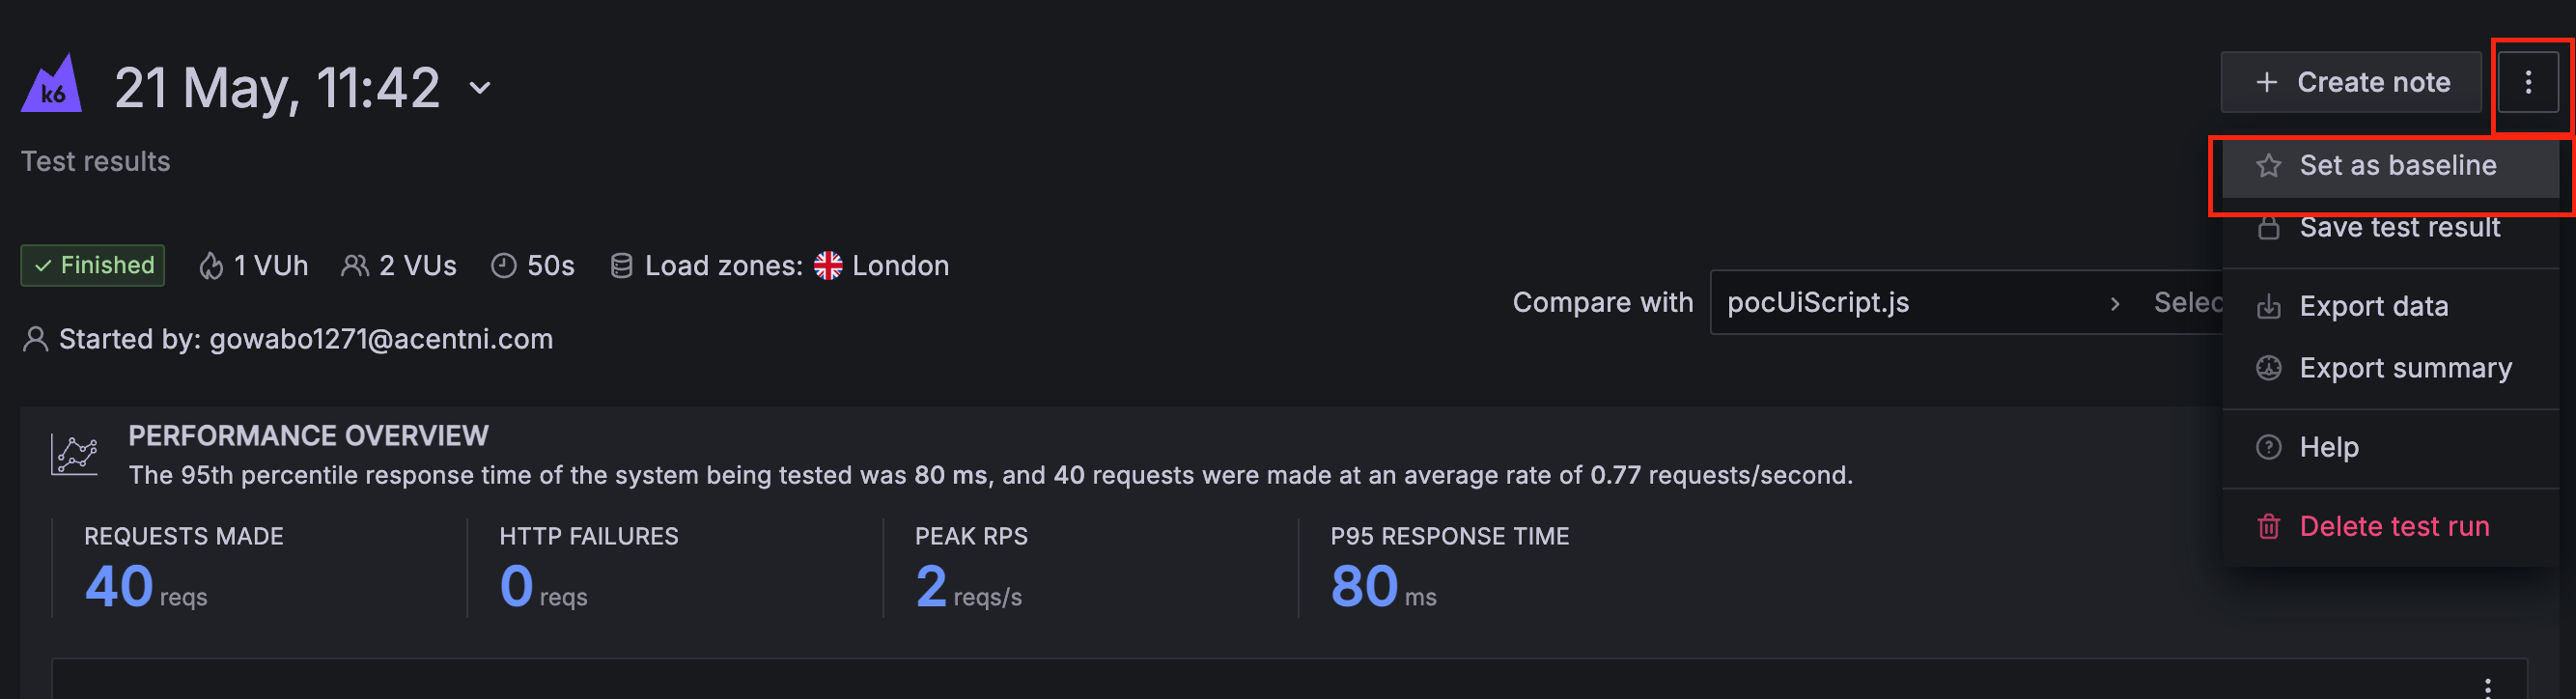 k6
21 May, 11:42
Create note
Test results
Set as baseline
Save test result
Finished
1 VUh
2 VUs
50s
Load zones: London
Compare with
pocUiScript.js
Selec
Export data
Started by: gowabo1271@acentni.com
Export summary
PERFORMANCE OVERVIEW
The 95th percentile response time of the system being tested was 80 ms, and 40 requests were made at an average rate of 0.77 requests/second.
Help
Delete test run
REQUESTS MADE
40 reqs
HTTP FAILURES
0 reqs
PEAK RPS
2 reqs/s
P95 RESPONSE TIME
80 ms